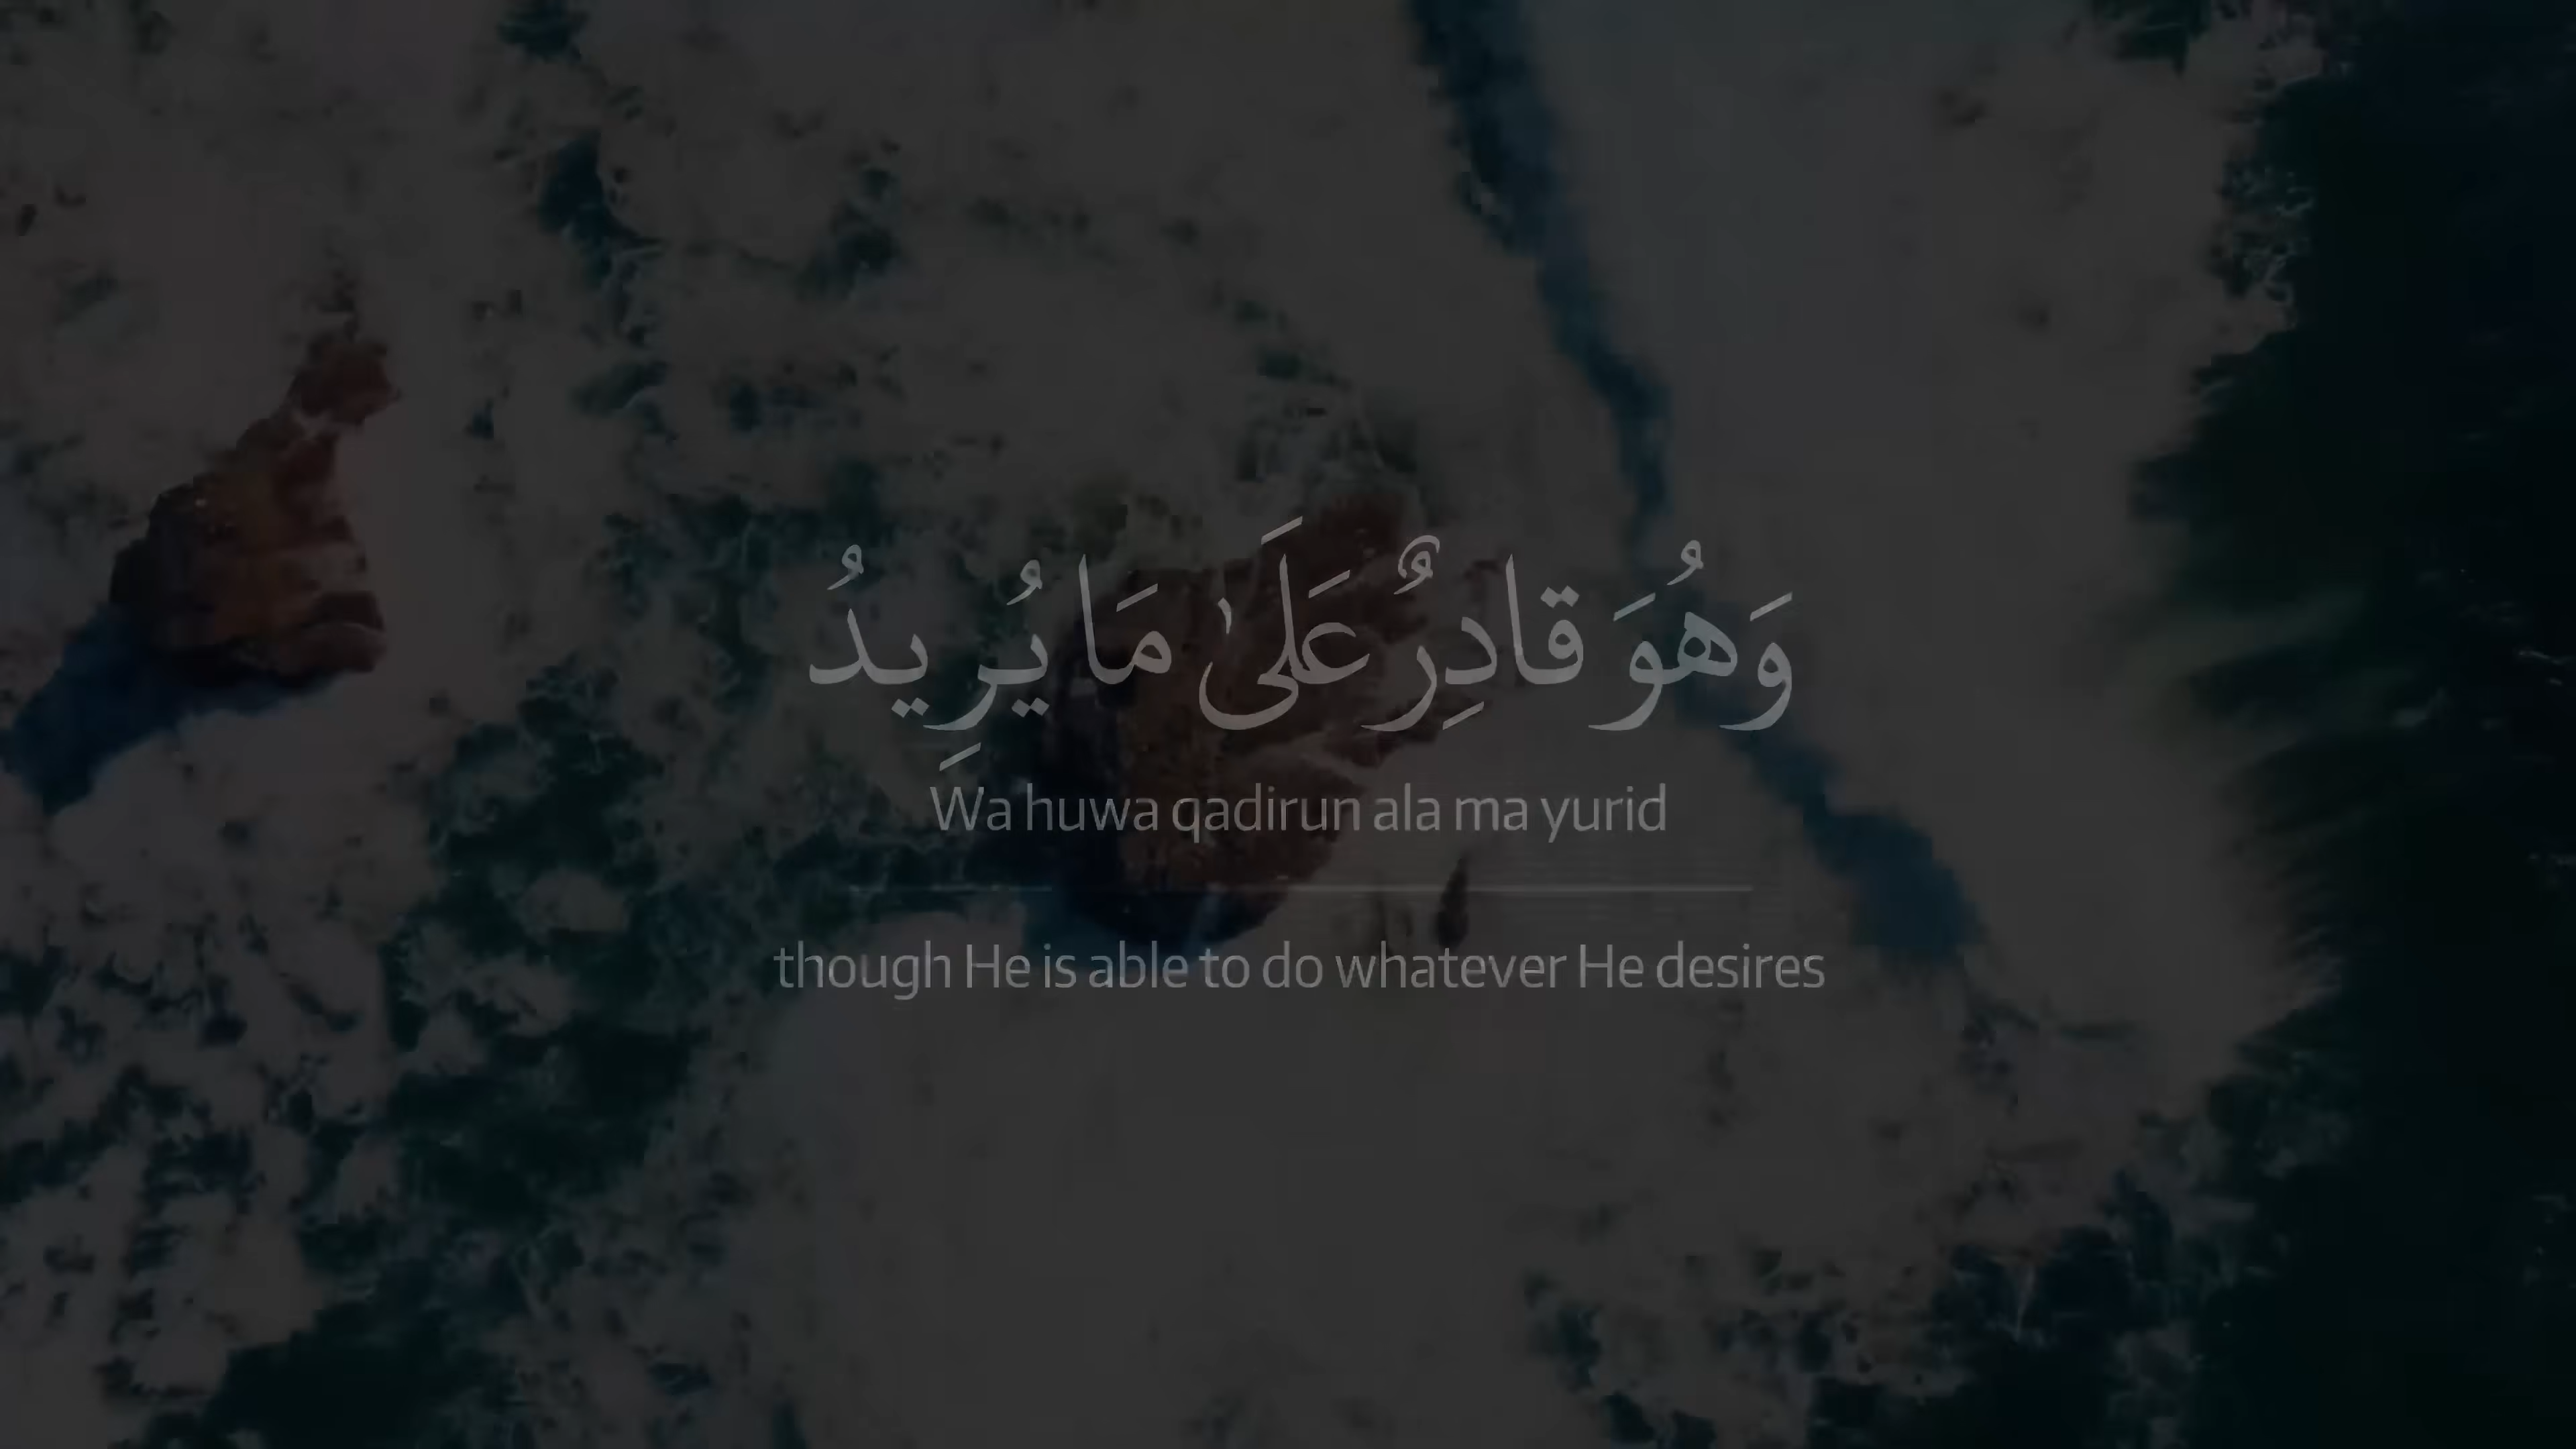 وَهُوَ قَادِرٌ عَلَىٰ مَا يُرِيدُ
Wa huwa qadirun ala ma yurid
though He is able to do whatever He desires